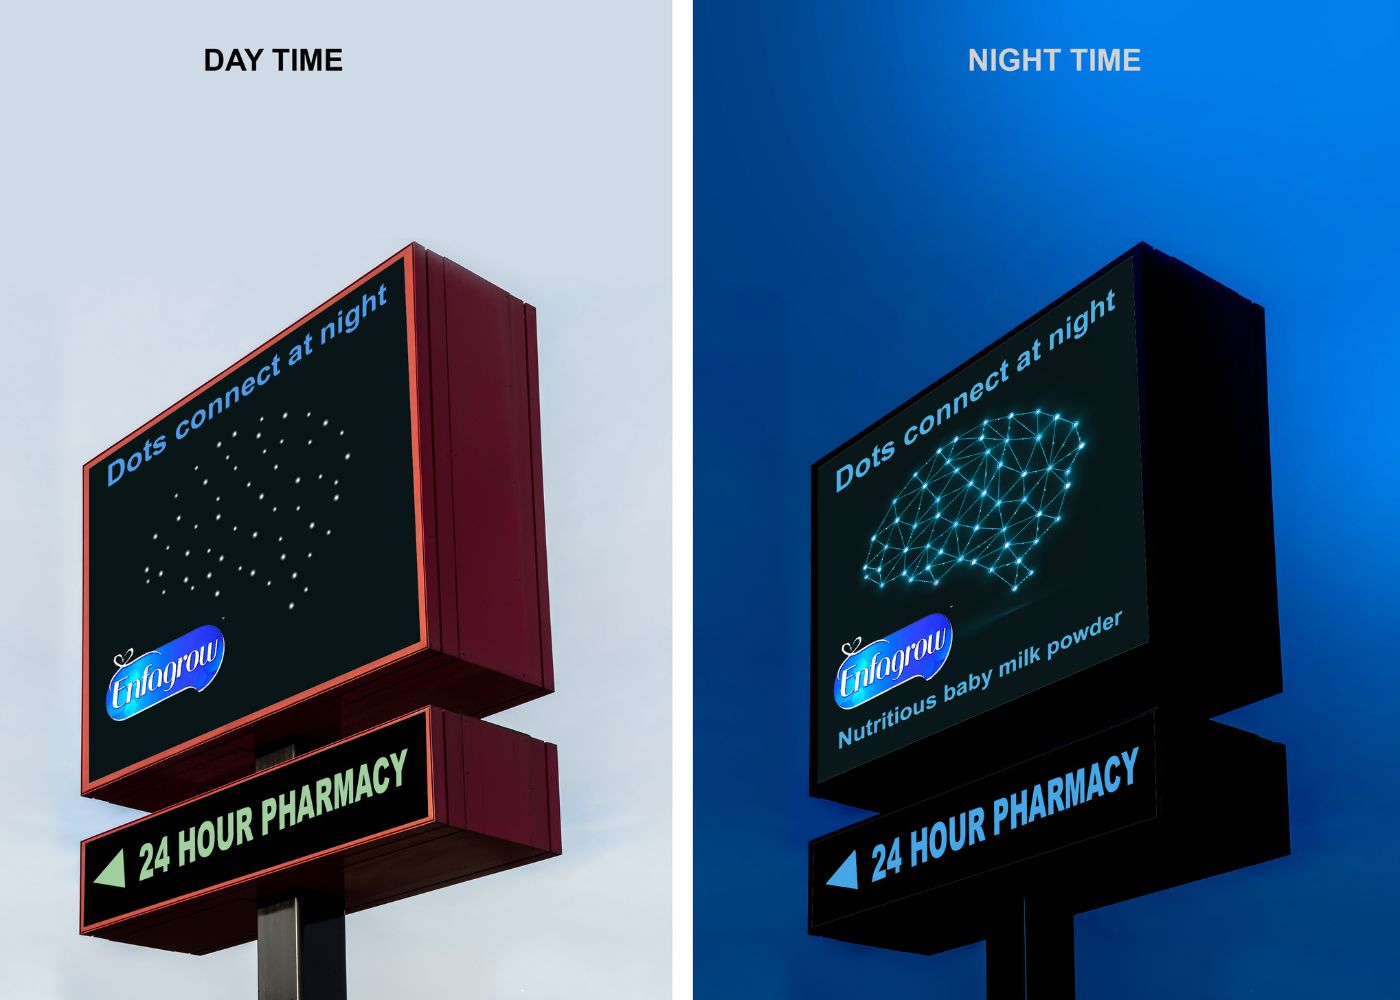 DAY TIME
Dots connect at night
Enfagrow
24 HOUR PHARMACY
NIGHT TIME
Dots connect at night
Enfagrow
Nutritious baby milk powder
24 HOUR PHARMACY